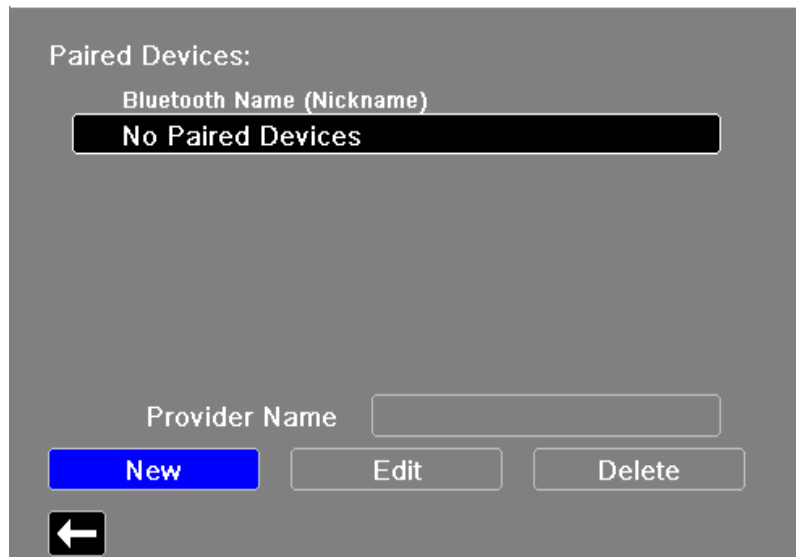 Paired Devices:
Bluetooth Name (Nickname)
No Paired Devices
Provider Name
New Edit Delete